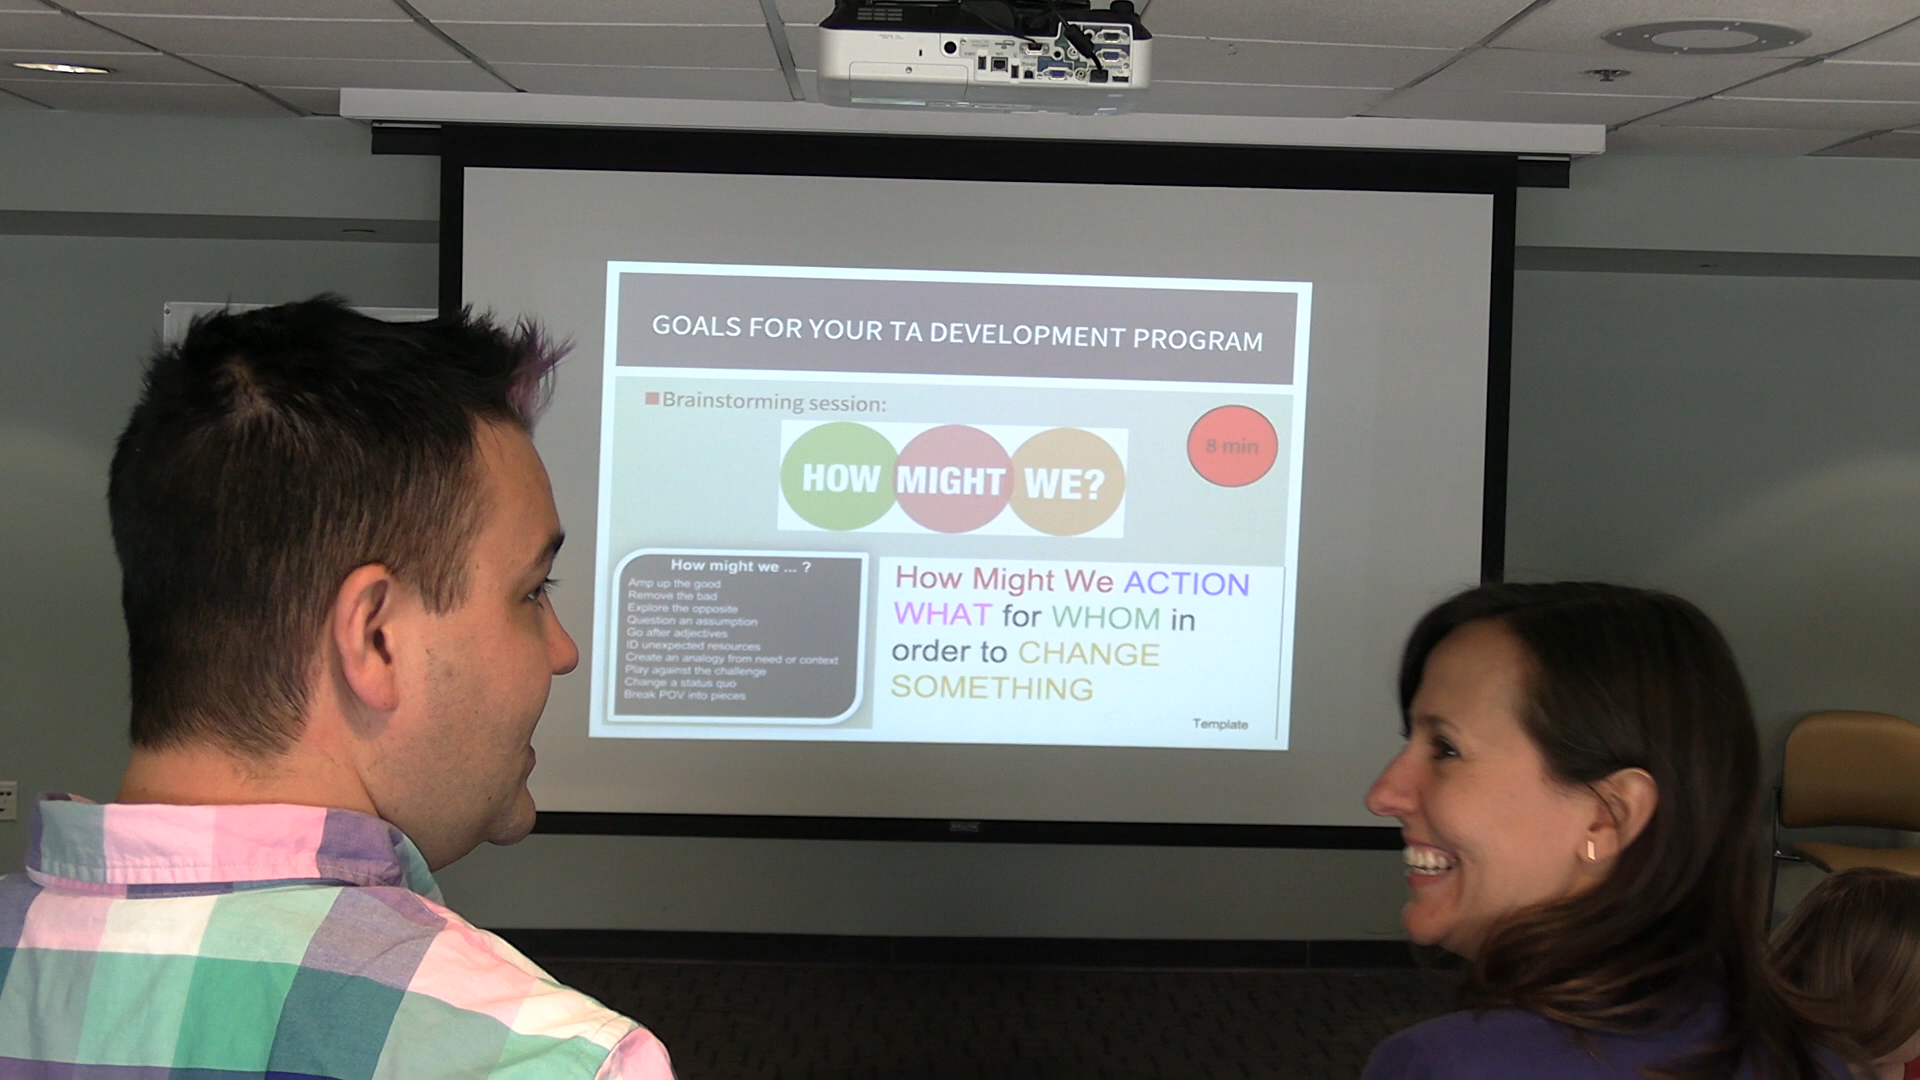 GOALS FOR YOUR TA DEVELOPMENT PROGRAM
Brainstorming session:
8 min
HOW MIGHT WE?
How might we ... ?
Amp up the good
Remove the bad
Explore the opposite
Question an assumption
Go after adjectives
ID unexpected resources
Create an analogy from need or context
Play against the challenge
Change a status quo
Break POV into pieces
How Might We ACTION
WHAT for WHOM in
order to CHANGE
SOMETHING
Template